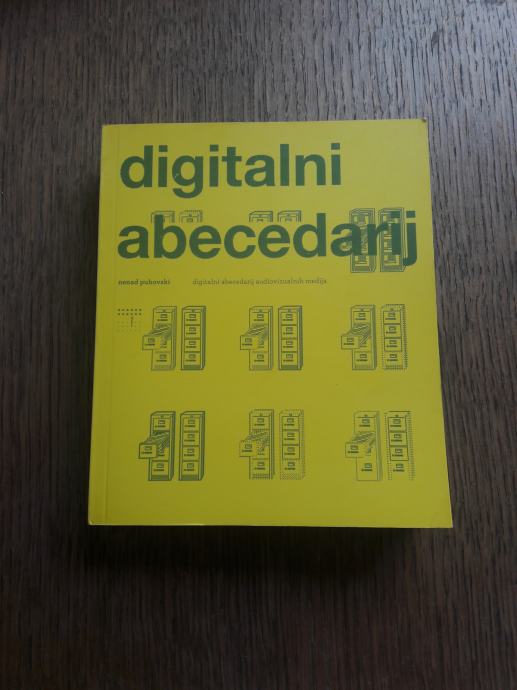 digitalni
abecedarij
nenad puhovski digitalni abecedarij audiovizualnih medija